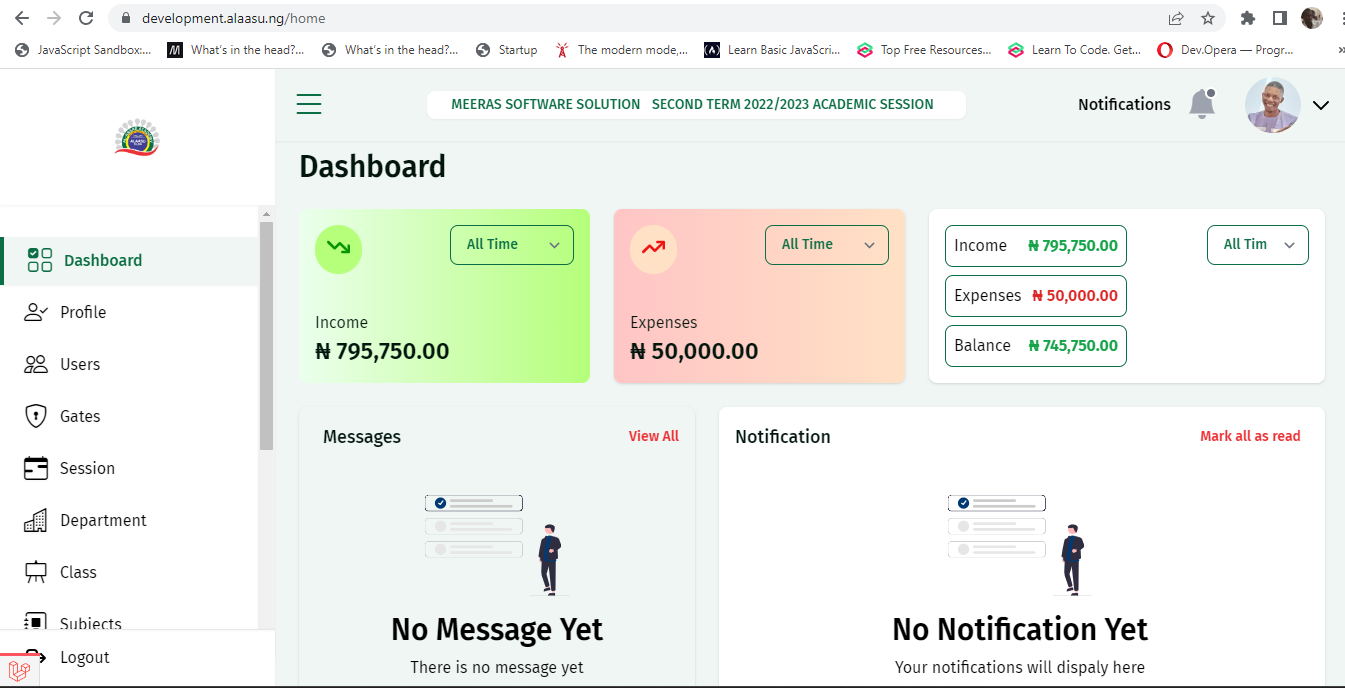 development.alaasu.ng/home
JavaScript Sandbox:... What's in the head?... What's in the head?... Startup The modern mode,... Learn Basic JavaScri... Top Free Resources... Learn To Code. Get... Dev.Opera — Progr... »
MEERAS SOFTWARE SOLUTION SECOND TERM 2022/2023 ACADEMIC SESSION
Notifications
Dashboard
Profile
Users
Gates
Session
Department
Class
Subjects
Logout
Dashboard
All Time
Income
₦ 795,750.00
All Time
Expenses
₦ 50,000.00
Income ₦ 795,750.00
All Tim
Expenses ₦ 50,000.00
Balance ₦ 745,750.00
Messages View All
No Message Yet
There is no message yet
Notification Mark all as read
No Notification Yet
Your notifications will dispaly here